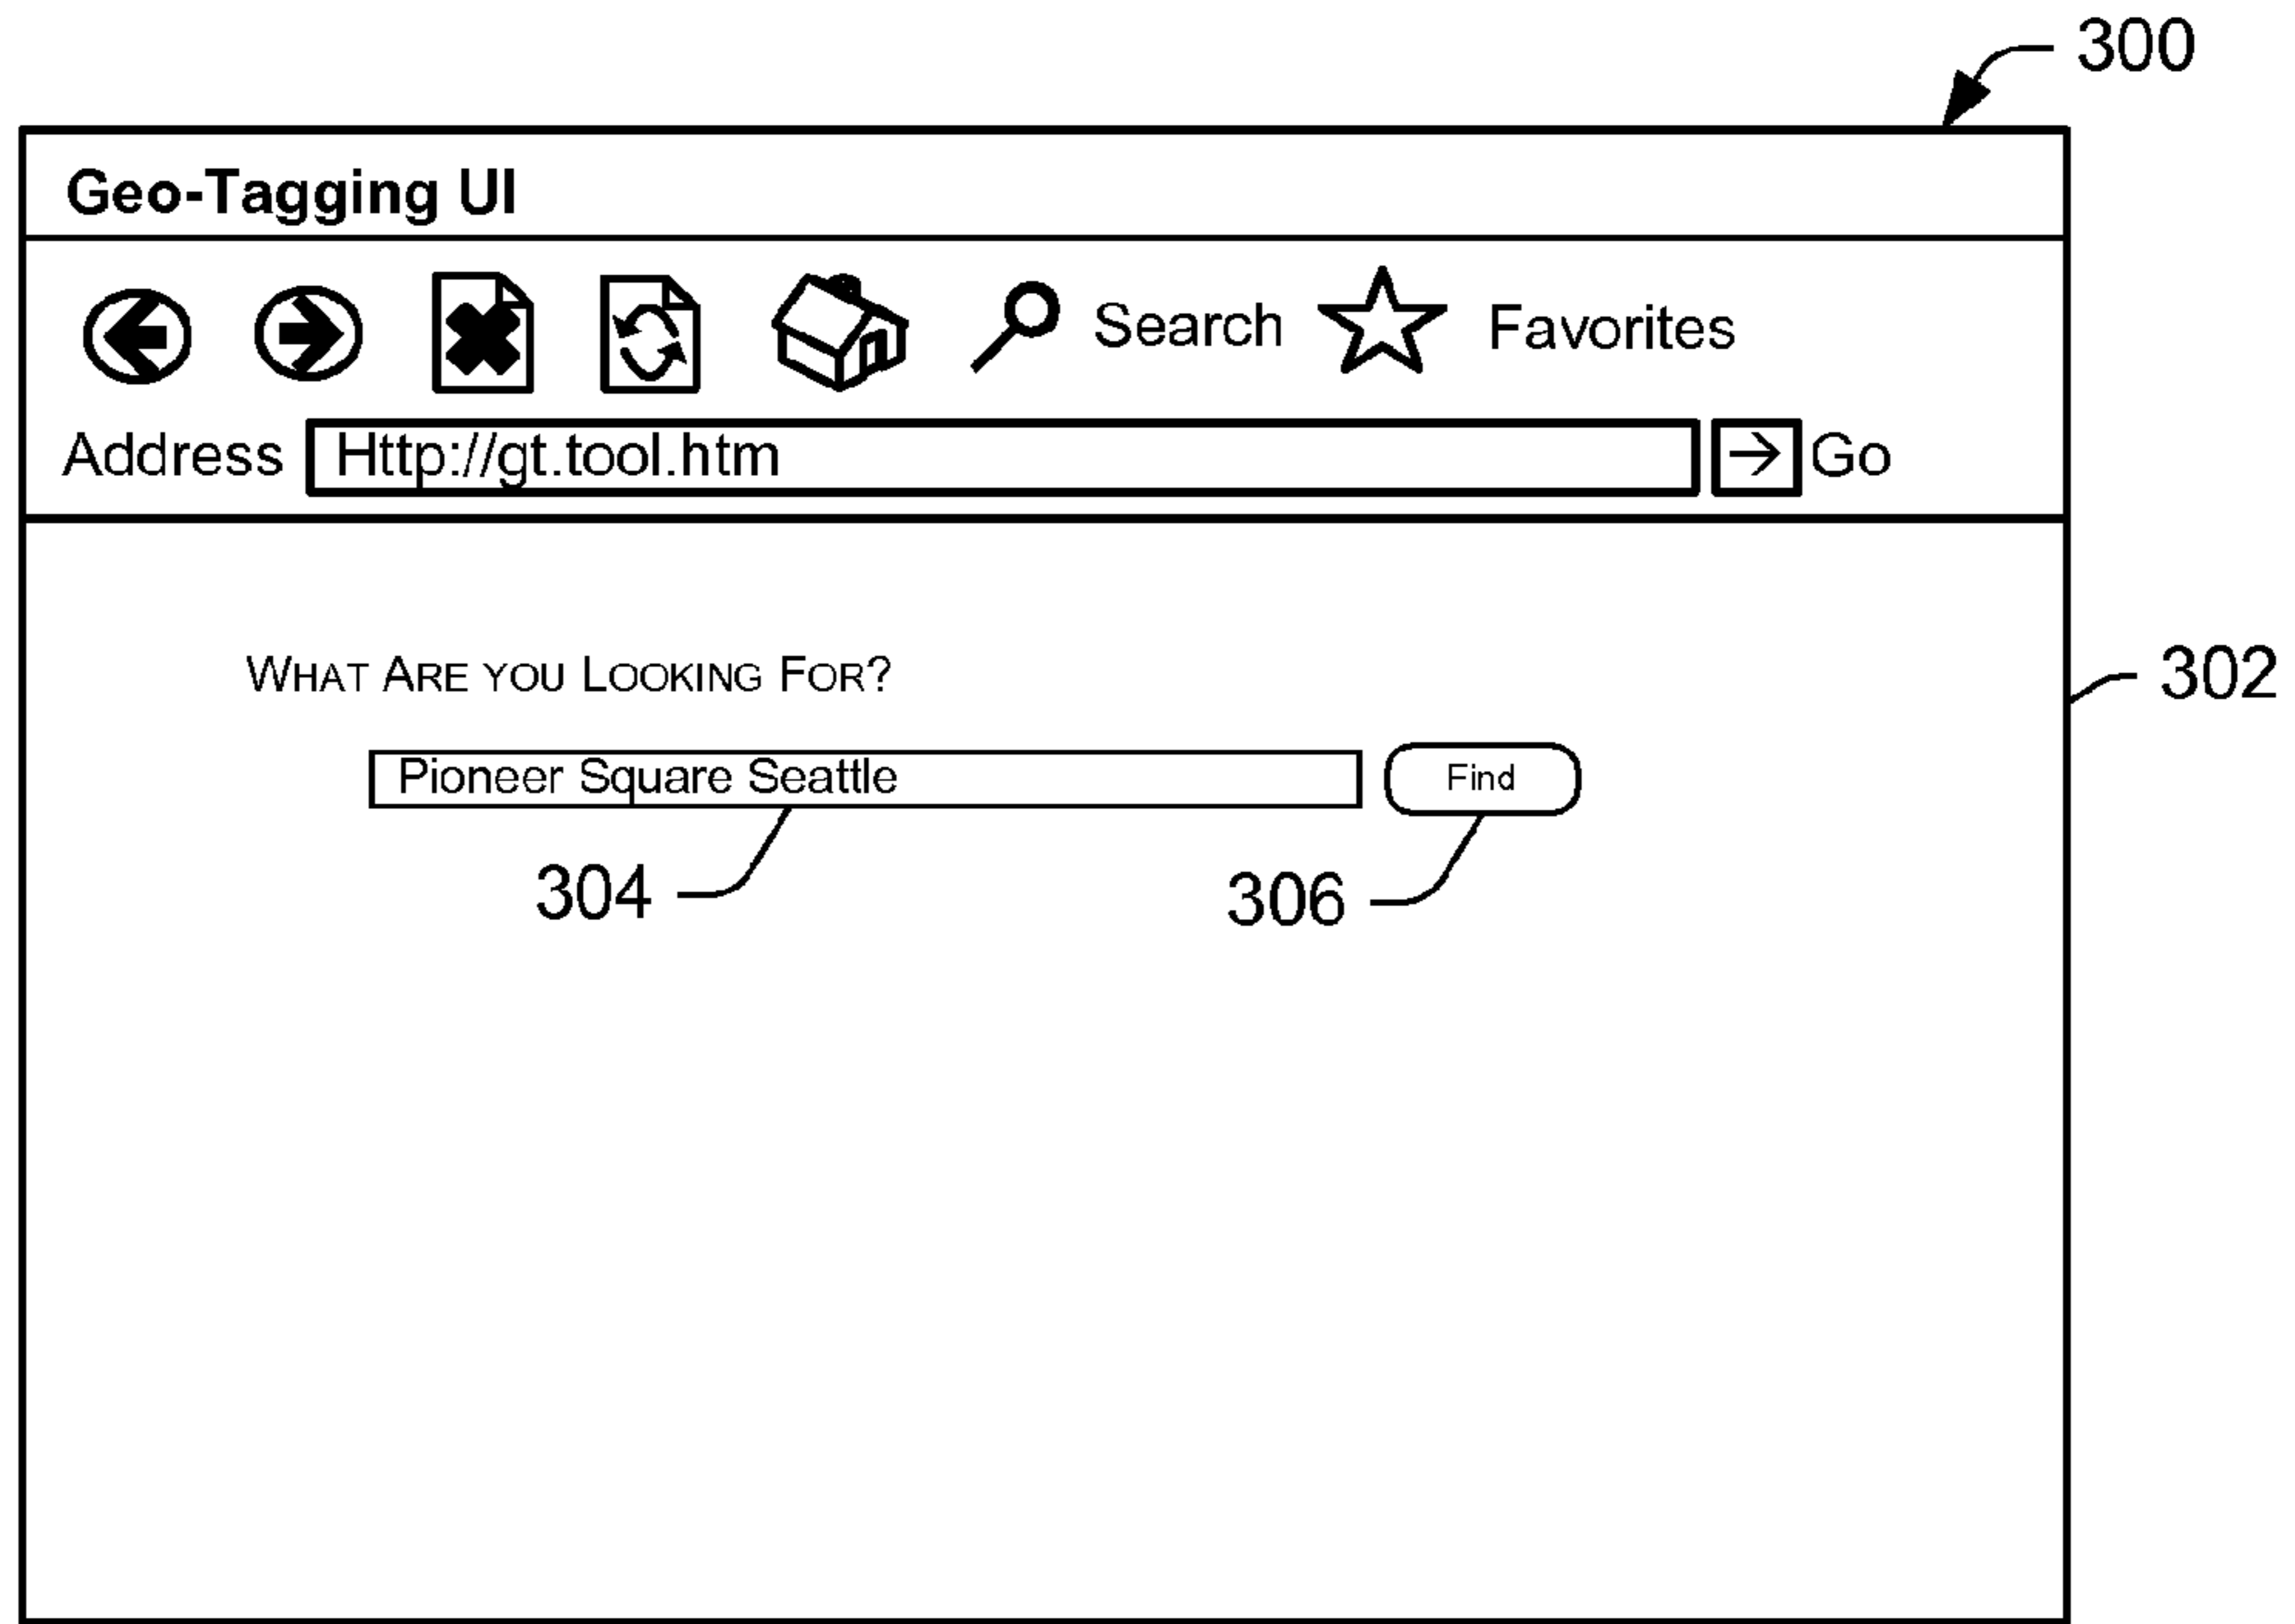 300
Geo-Tagging UI
Search Favorites
Address Http://gt.tool.htm Go
WHAT ARE YOU LOOKING FOR?
302
Pioneer Square Seattle Find
304 306